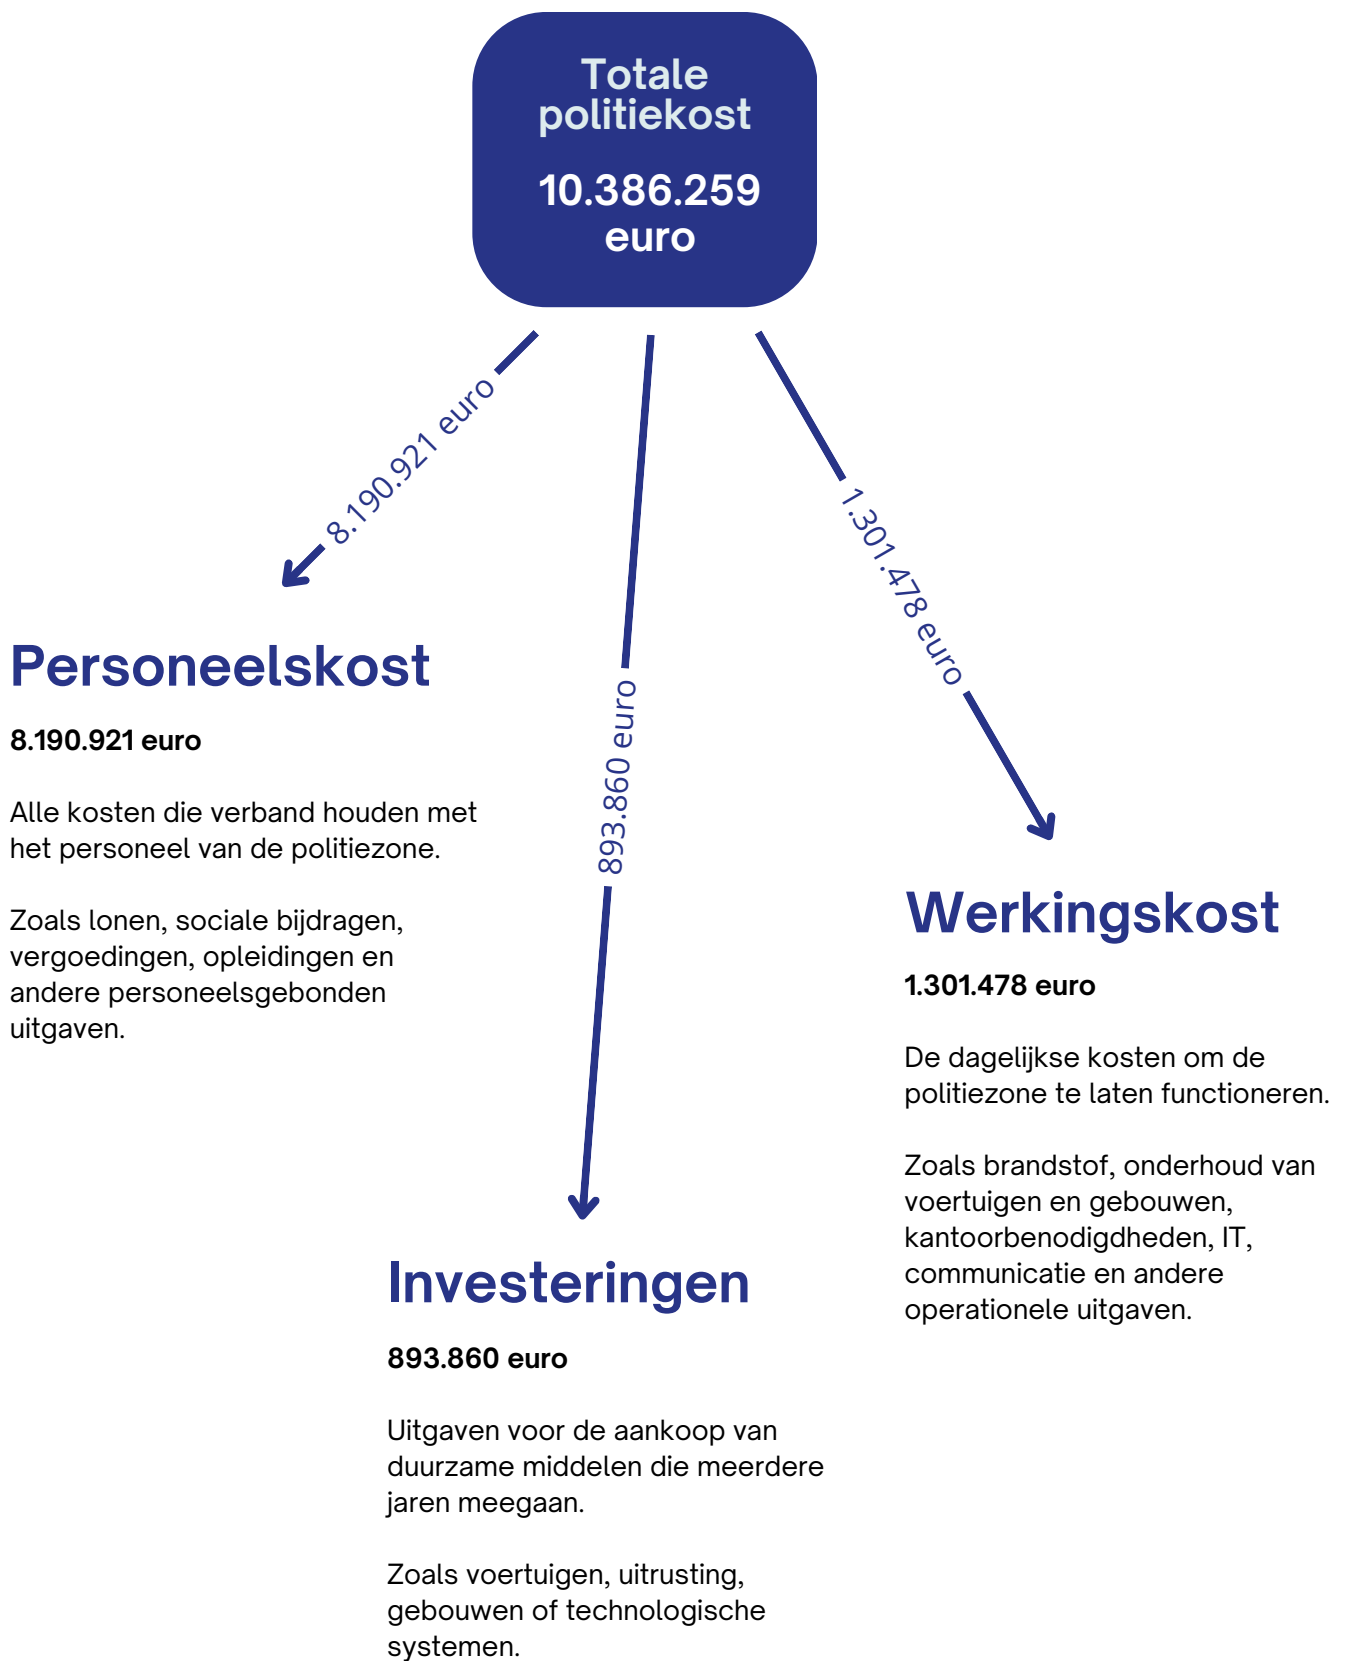 Totale
politiekost
10.386.259
euro
8.190.921 euro
893.860 euro
1.301.478 euro
Personeelskost
8.190.921 euro
Alle kosten die verband houden met
het personeel van de politiezone.
Zoals lonen, sociale bijdragen,
vergoedingen, opleidingen en
andere personeelsgebonden
uitgaven.
Werkingskost
1.301.478 euro
De dagelijkse kosten om de
politiezone te laten functioneren.
Zoals brandstof, onderhoud van
voertuigen en gebouwen,
kantoorbenodigdheden, IT,
communicatie en andere
operationele uitgaven.
Investeringen
893.860 euro
Uitgaven voor de aankoop van
duurzame middelen die meerdere
jaren meegaan.
Zoals voertuigen, uitrusting,
gebouwen of technologische
systemen.